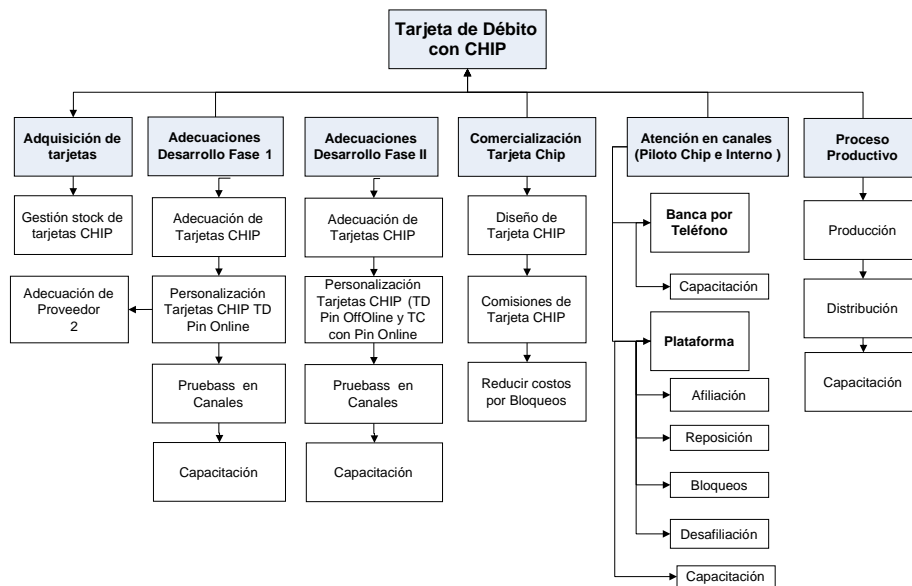 Tarjeta de Débito
con CHIP
Adquisición de
tarjetas
Gestión stock de
tarjetas CHIP
Adecuaciones
Desarrollo Fase 1
Adecuación de
Tarjetas CHIP
Personalización
Tarjetas CHIP TD
Pin Online
Adecuación de
Proveedor
2
Pruebass en
Canales
Capacitación
Adecuaciones
Desarrollo Fase II
Adecuación de
Tarjetas CHIP
Personalización
Tarjetas CHIP (TD
Pin OffOline y TC
con Pin Online
Pruebass en
Canales
Capacitación
Comercialización
Tarjeta Chip
Diseño de
Tarjeta CHIP
Comisiones de
Tarjeta CHIP
Reducir costos
por Bloqueos
Atención en canales
(Piloto Chip e Interno )
Banca por
Teléfono
Capacitación
Plataforma
Afiliación
Reposición
Bloqueos
Desafiliación
Capacitación
Proceso
Productivo
Producción
Distribución
Capacitación